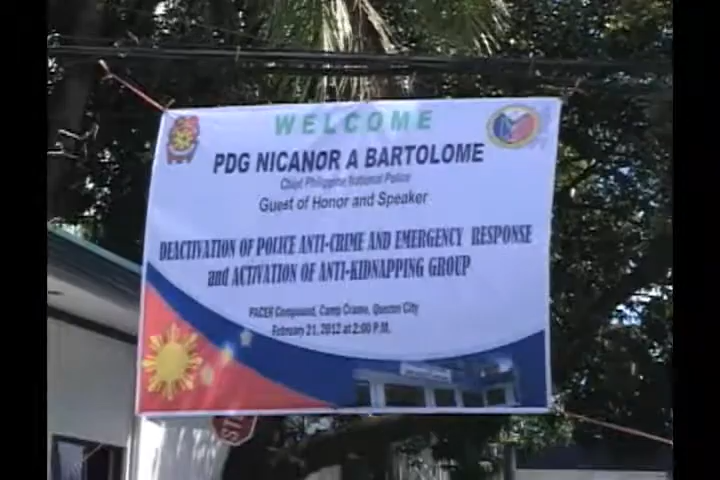 WELCOME
PDG NICANOR A BARTOLOME
Chief Philippine National Police
Guest of Honor and Speaker
DEACTIVATION OF POLICE ANTI-CRIME AND EMERGENCY RESPONSE
and ACTIVATION OF ANTI-KIDNAPPING GROUP
PACER Compound, Camp Crame, Quezon City
February 21, 2012 at 2:00 P.M.